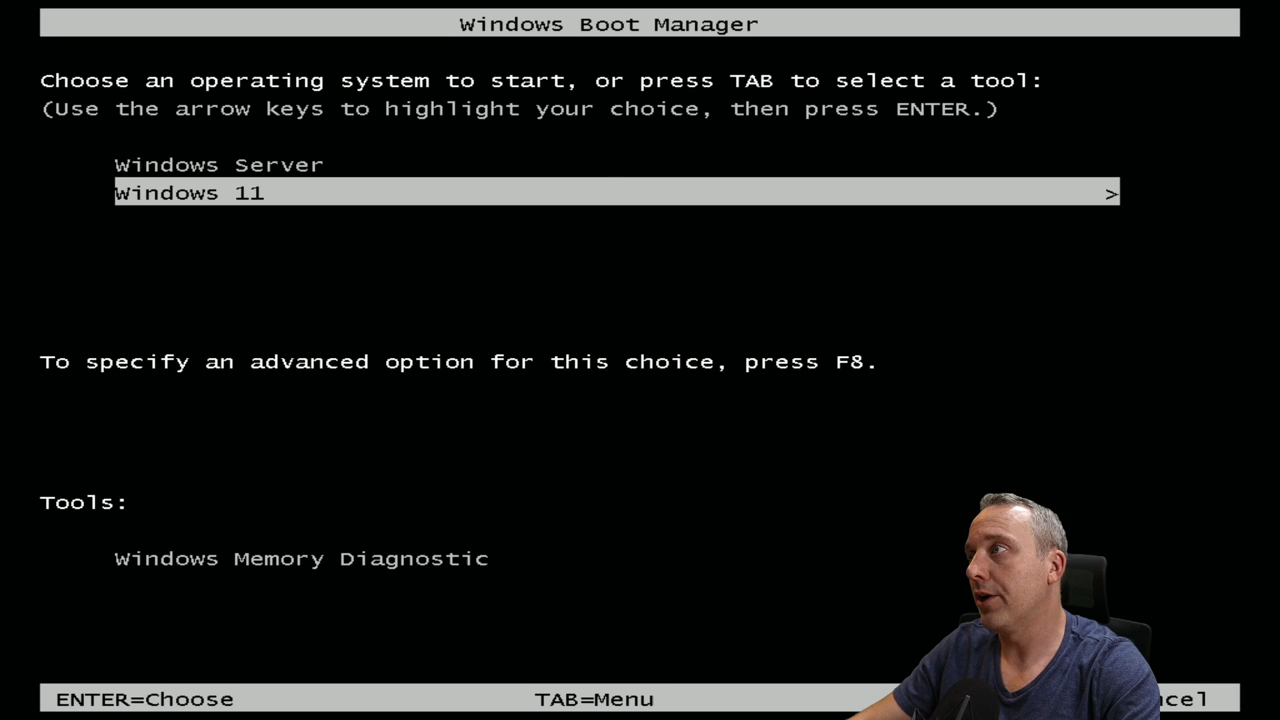 Windows Boot Manager
Choose an operating system to start, or press TAB to select a tool:
(Use the arrow keys to highlight your choice, then press ENTER.)
Windows Server
Windows 11 >
To specify an advanced option for this choice, press F8.
Tools:
Windows Memory Diagnostic
ENTER=Choose TAB=Menu